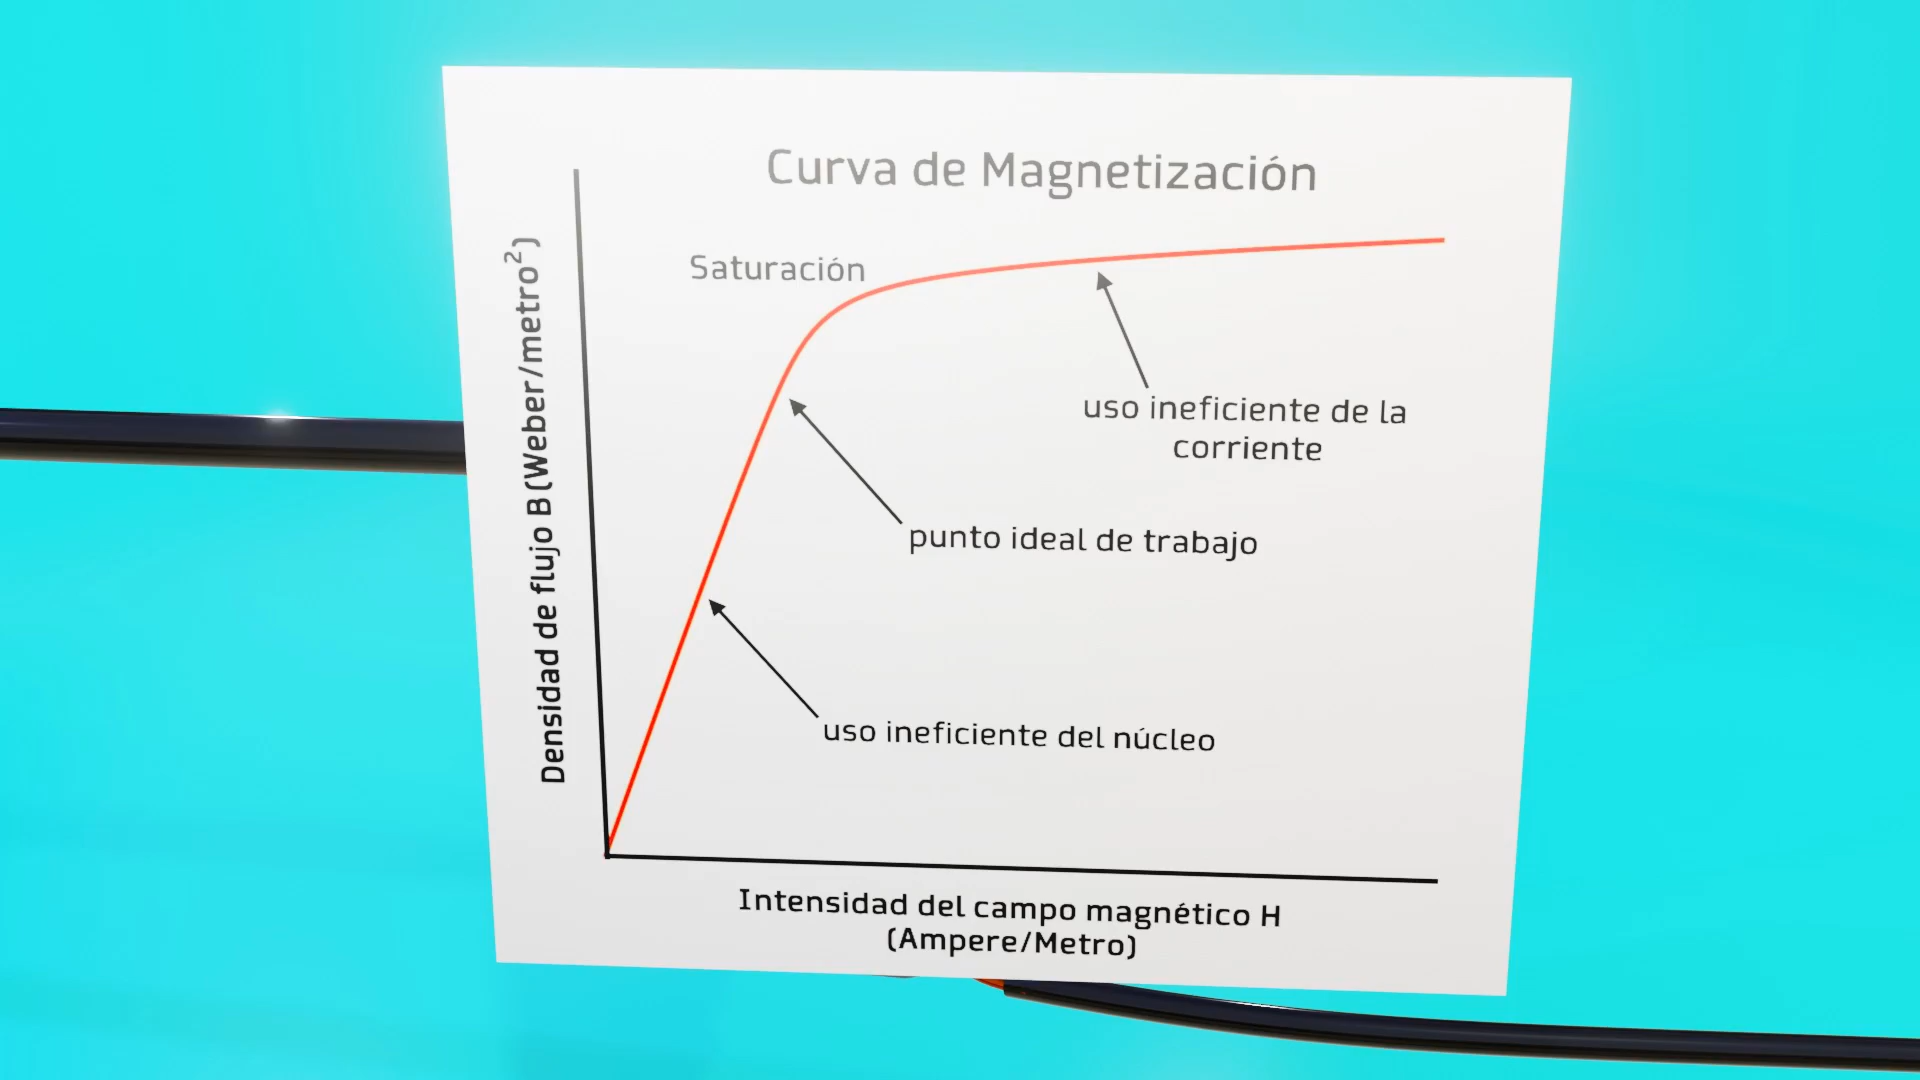 Curva de Magnetización
Saturación
Densidad de flujo B (Weber/metro²)
uso ineficiente de la
corriente
punto ideal de trabajo
uso ineficiente del núcleo
Intensidad del campo magnético H
(Ampere/Metro)